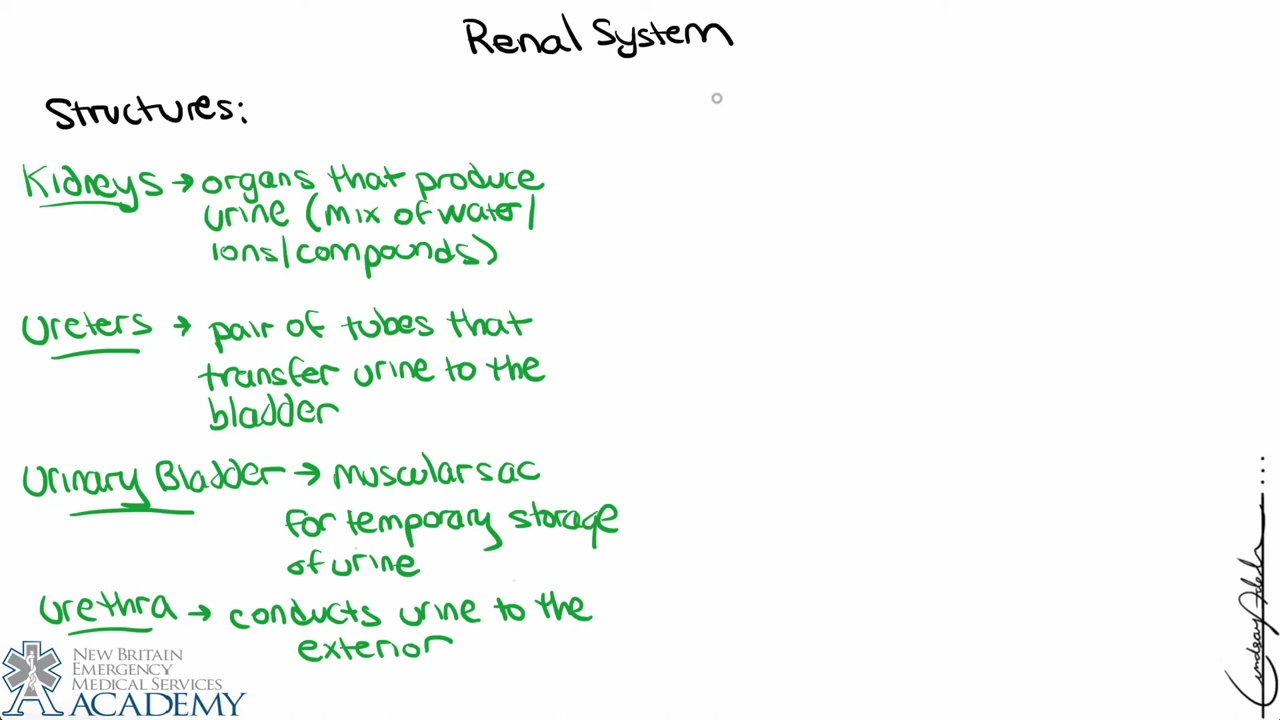 Renal System
Structures:
Kidneys → organs that produce
urine (mix of water/
ions/compounds)
Ureters → pair of tubes that
transfer urine to the
bladder
Urinary Bladder → muscular sac
for temporary storage
of urine
Urethra → conducts urine to the
exterior
NEW BRITAIN
EMERGENCY
MEDICAL SERVICES
ACADEMY